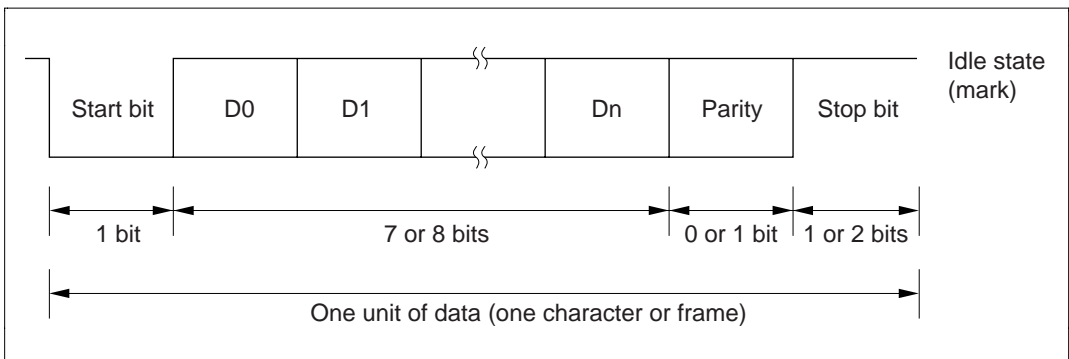 Idle state
(mark)
Start bit
D0
D1
Dn
Parity
Stop bit
1 bit
7 or 8 bits
0 or 1 bit
1 or 2 bits
One unit of data (one character or frame)